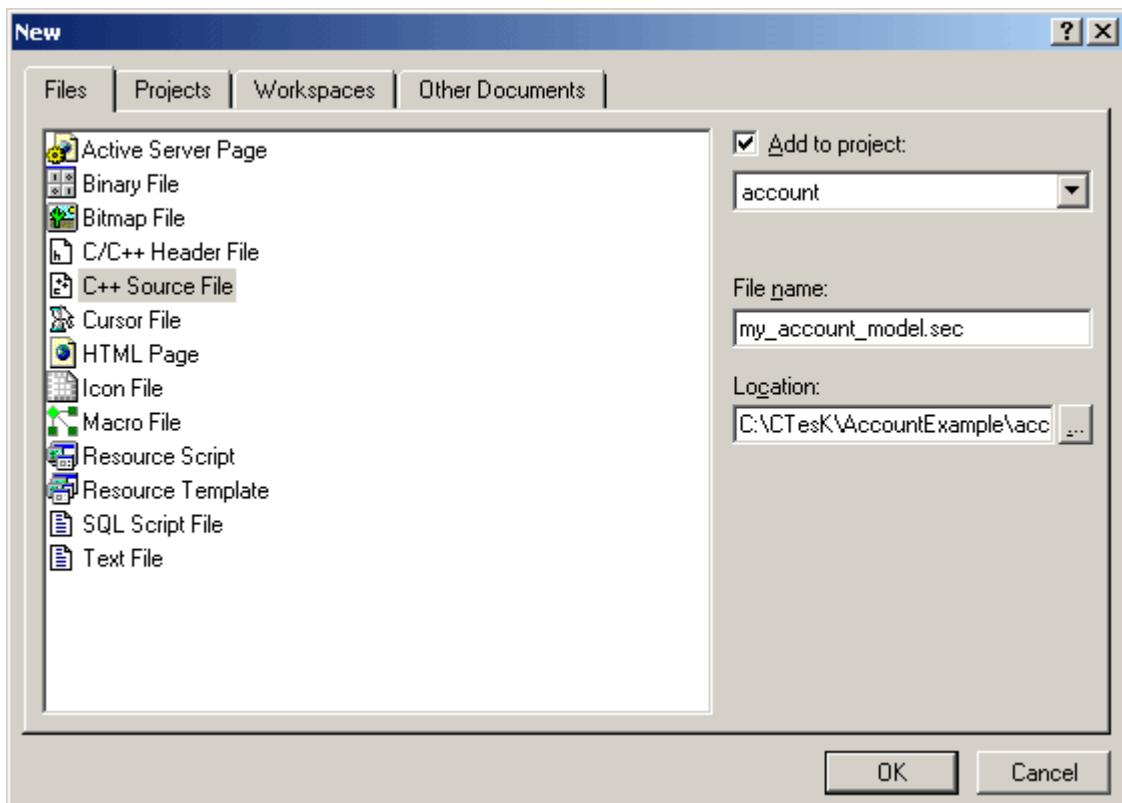 New
Files
Projects
Workspaces
Other Documents
Active Server Page
Binary File
Bitmap File
C/C++ Header File
C++ Source File
Cursor File
HTML Page
Icon File
Macro File
Resource Script
Resource Template
SQL Script File
Text File
Add to project:
account
File name:
my_account_model.sec
Location:
C:\CTesK\AccountExample\acc
...
OK
Cancel